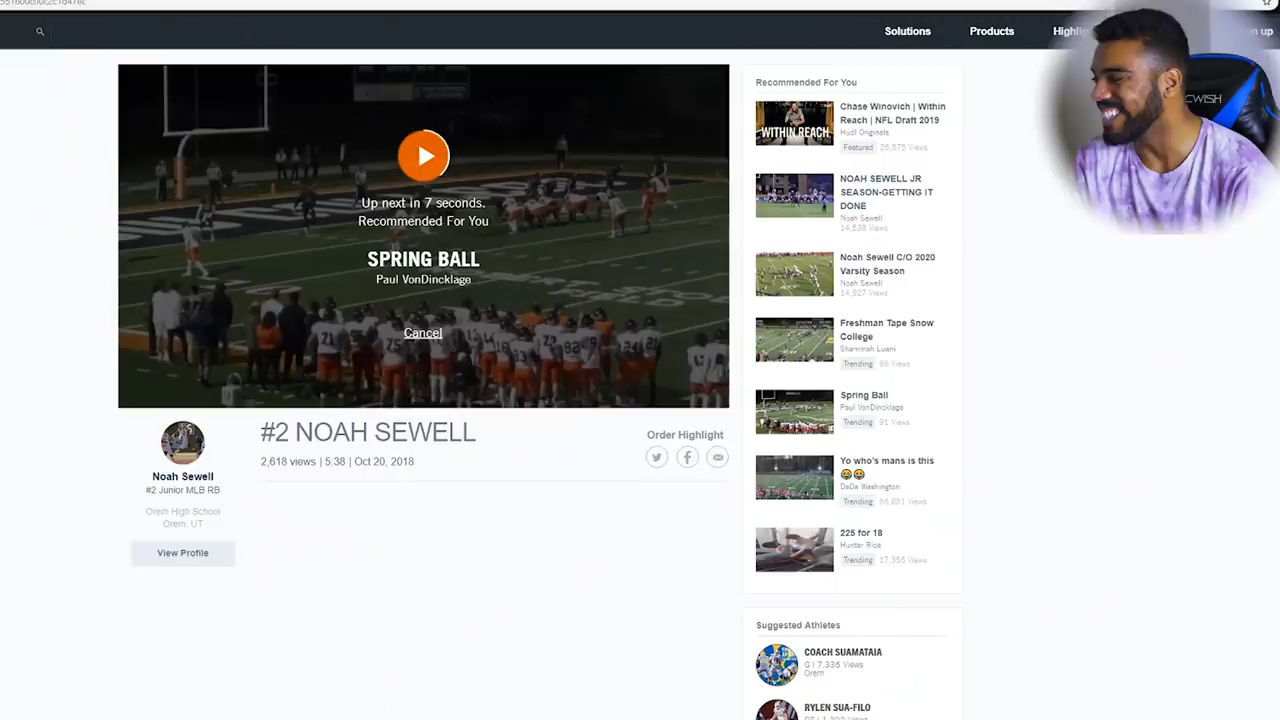 Solutions
Products
Up next in 7 seconds.
Recommended For You
SPRING BALL
Paul VonDincklage
Cancel
#2 NOAH SEWELL
2,618 views | 5:38 | Oct 20, 2018
Order Highlight
Noah Sewell
#2 Junior MLB RB
Orem High School
Orem, UT
View Profile
Recommended For You
WITHIN REACH
Chase Winovich | Within
Reach | NFL Draft 2019
Hudl Originals
Featured 26,575 Views
NOAH SEWELL JR
SEASON-GETTING IT
DONE
Noah Sewell
14,538 Views
Noah Sewell C/O 2020
Varsity Season
Noah Sewell
14,927 Views
Freshman Tape Snow
College
Shammah Luani
Trending 86 Views
Spring Ball
Paul VonDincklage
Trending 91 Views
Yo who's mans is this
😂😂
DaDa Washington
Trending 66,851 Views
225 for 18
Hunter Rice
Trending 17,356 Views
Suggested Athletes
COACH SUAMATAIA
G | 7,336 Views
Orem
RYLEN SUA-FILO